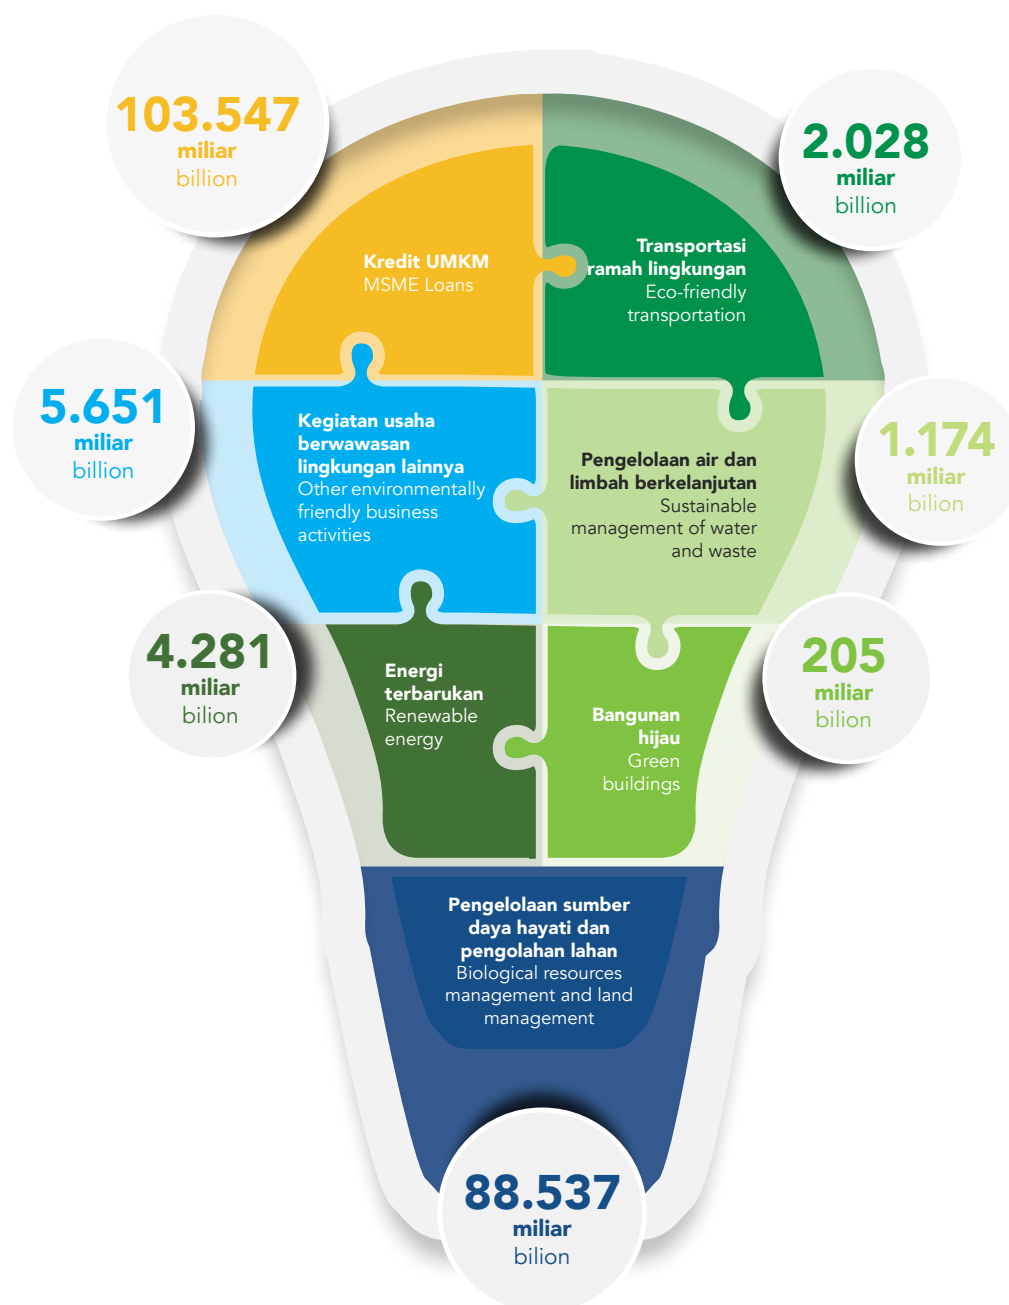 103.547
miliar
billion
2.028
miliar
billion
Kredit UMKM
MSME Loans
Transportasi
ramah lingkungan
Eco-friendly
transportation
5.651
miliar
billion
Kegiatan usaha
berwawasan
lingkungan lainnya
Other environmentally
friendly business
activities
Pengelolaan air dan
limbah berkelanjutan
Sustainable
management of water
and waste
1.174
miliar
bilion
4.281
miliar
bilion
Energi
terbarukan
Renewable
energy
Bangunan
hijau
Green
buildings
205
miliar
bilion
Pengelolaan sumber
daya hayati dan
pengolahan lahan
Biological resources
management and land
management
88.537
miliar
bilion